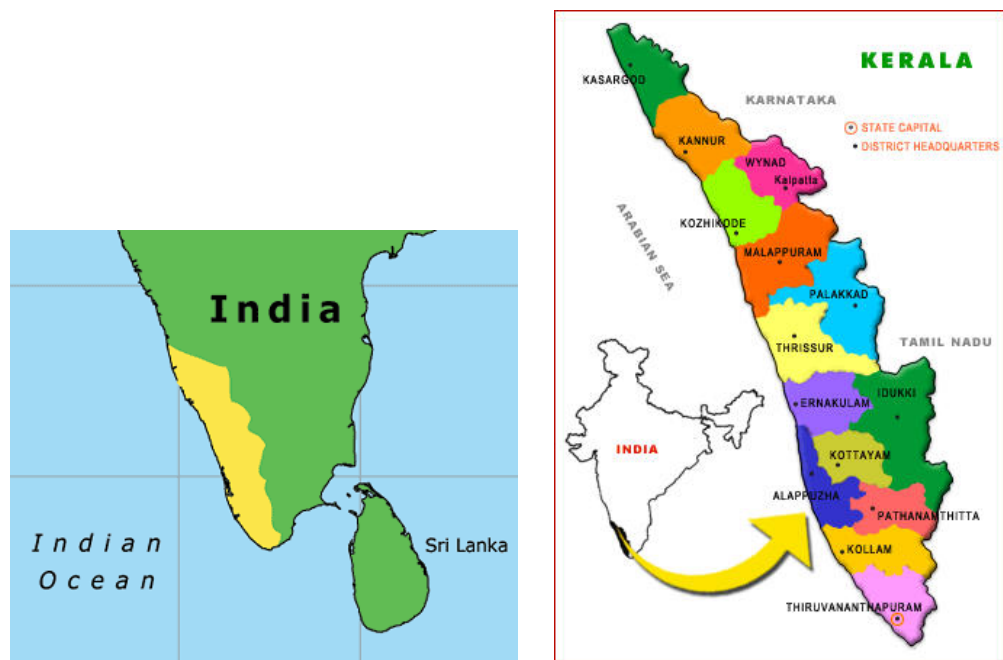 India
Indian
Ocean
Sri Lanka
KERALA
KASARGOD
KARNATAKA
STATE CAPITAL
DISTRICT HEADQUARTERS
KANNUR
WYNAD
Kalpatta
ARABIAN SEA
KOZHIKODE
MALAPPURAM
PALAKKAD
THRISSUR
TAMIL NADU
IDUKKI
ERNAKULAM
INDIA
KOTTAYAM
ALAPPUZHA
PATHANAMTHITTA
KOLLAM
THIRUVANANTHAPURAM